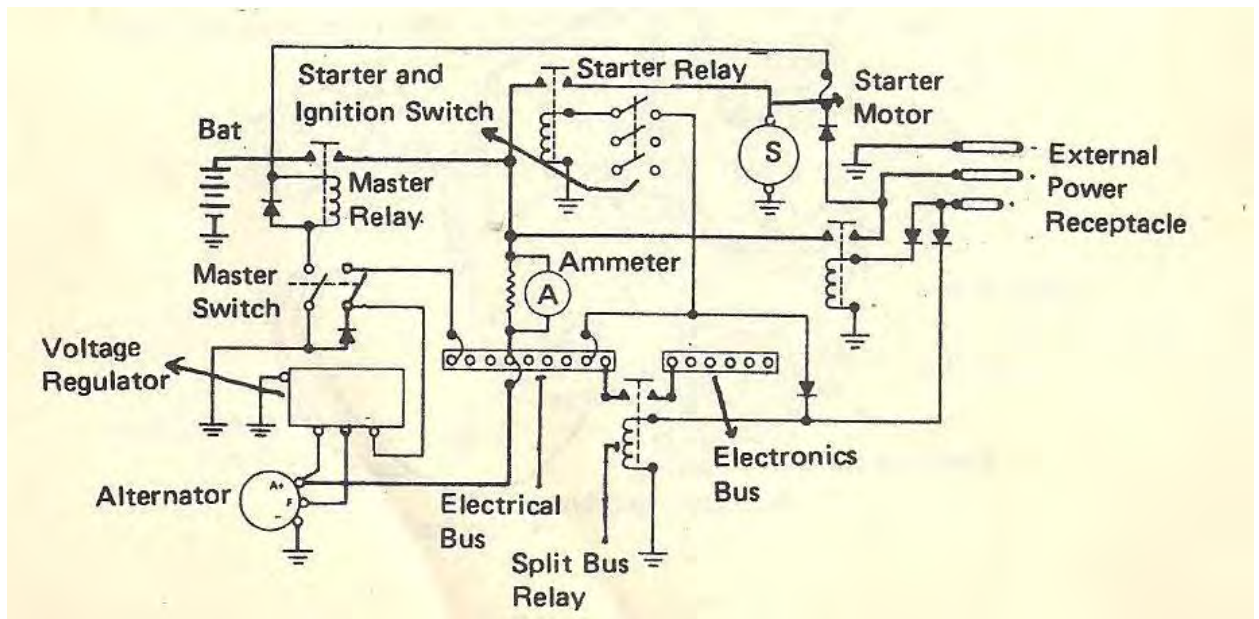 Starter and
Ignition Switch
Starter Relay
Starter
Motor
Bat
S
External
Power
Receptacle
Master
Relay
Master
Switch
Ammeter
A
Voltage
Regulator
Alternator
A+
F
–
Electrical
Bus
Electronics
Bus
Split Bus
Relay